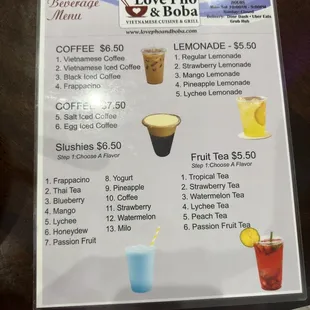 Beverage
Menu
Love Pho
& Boba
VIETNAMESE CUISINE & GRILL
www.lovephoandboba.com
COFFEE $6.50
1. Vietnamese Coffee
2. Vietnamese Iced Coffee
3. Black Iced Coffee
4. Frappacino
COFFEE $7.50
5. Salt Iced Coffee
6. Egg Iced Coffee
Slushies $6.50
Step 1:Choose A Flavor
1. Frappacino
2. Thai Tea
3. Blueberry
4. Mango
5. Lychee
6. Honeydew
7. Passion Fruit
8. Yogurt
9. Pineapple
10. Coffee
11. Strawberry
12. Watermelon
13. Milo
LEMONADE - $5.50
1. Regular Lemonade
2. Strawberry Lemonade
3. Mango Lemonade
4. Pineapple Lemonade
5. Lychee Lemonade
Fruit Tea $5.50
Step 1:Choose A Flavor
1. Tropical Tea
2. Strawberry Tea
3. Watermelon Tea
4. Lychee Tea
5. Peach Tea
6. Passion Fruit Tea